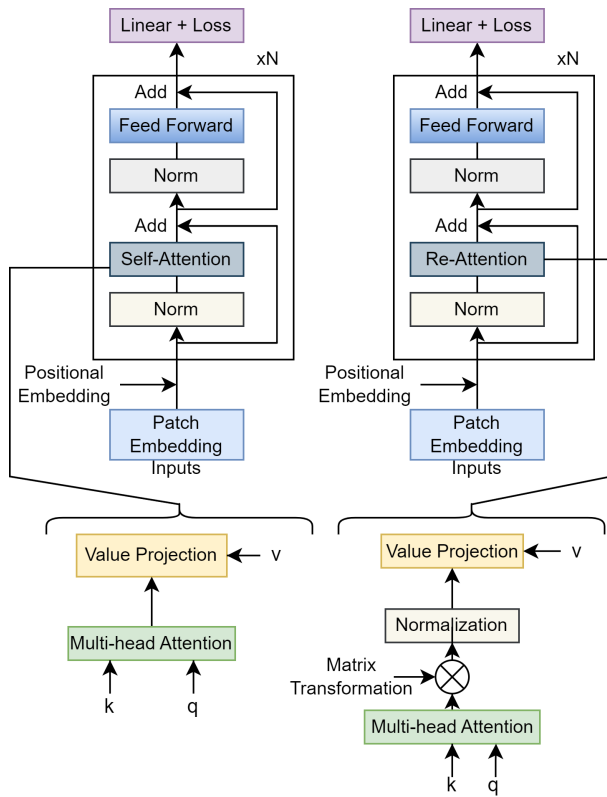 Linear + Loss
xN
Add
Feed Forward
Norm
Add
Self-Attention
Norm
Positional
Embedding
Patch
Embedding
Inputs
Value Projection
v
Multi-head Attention
k
q
Linear + Loss
xN
Add
Feed Forward
Norm
Add
Re-Attention
Norm
Positional
Embedding
Patch
Embedding
Inputs
Value Projection
v
Normalization
Matrix
Transformation
Multi-head Attention
k
q